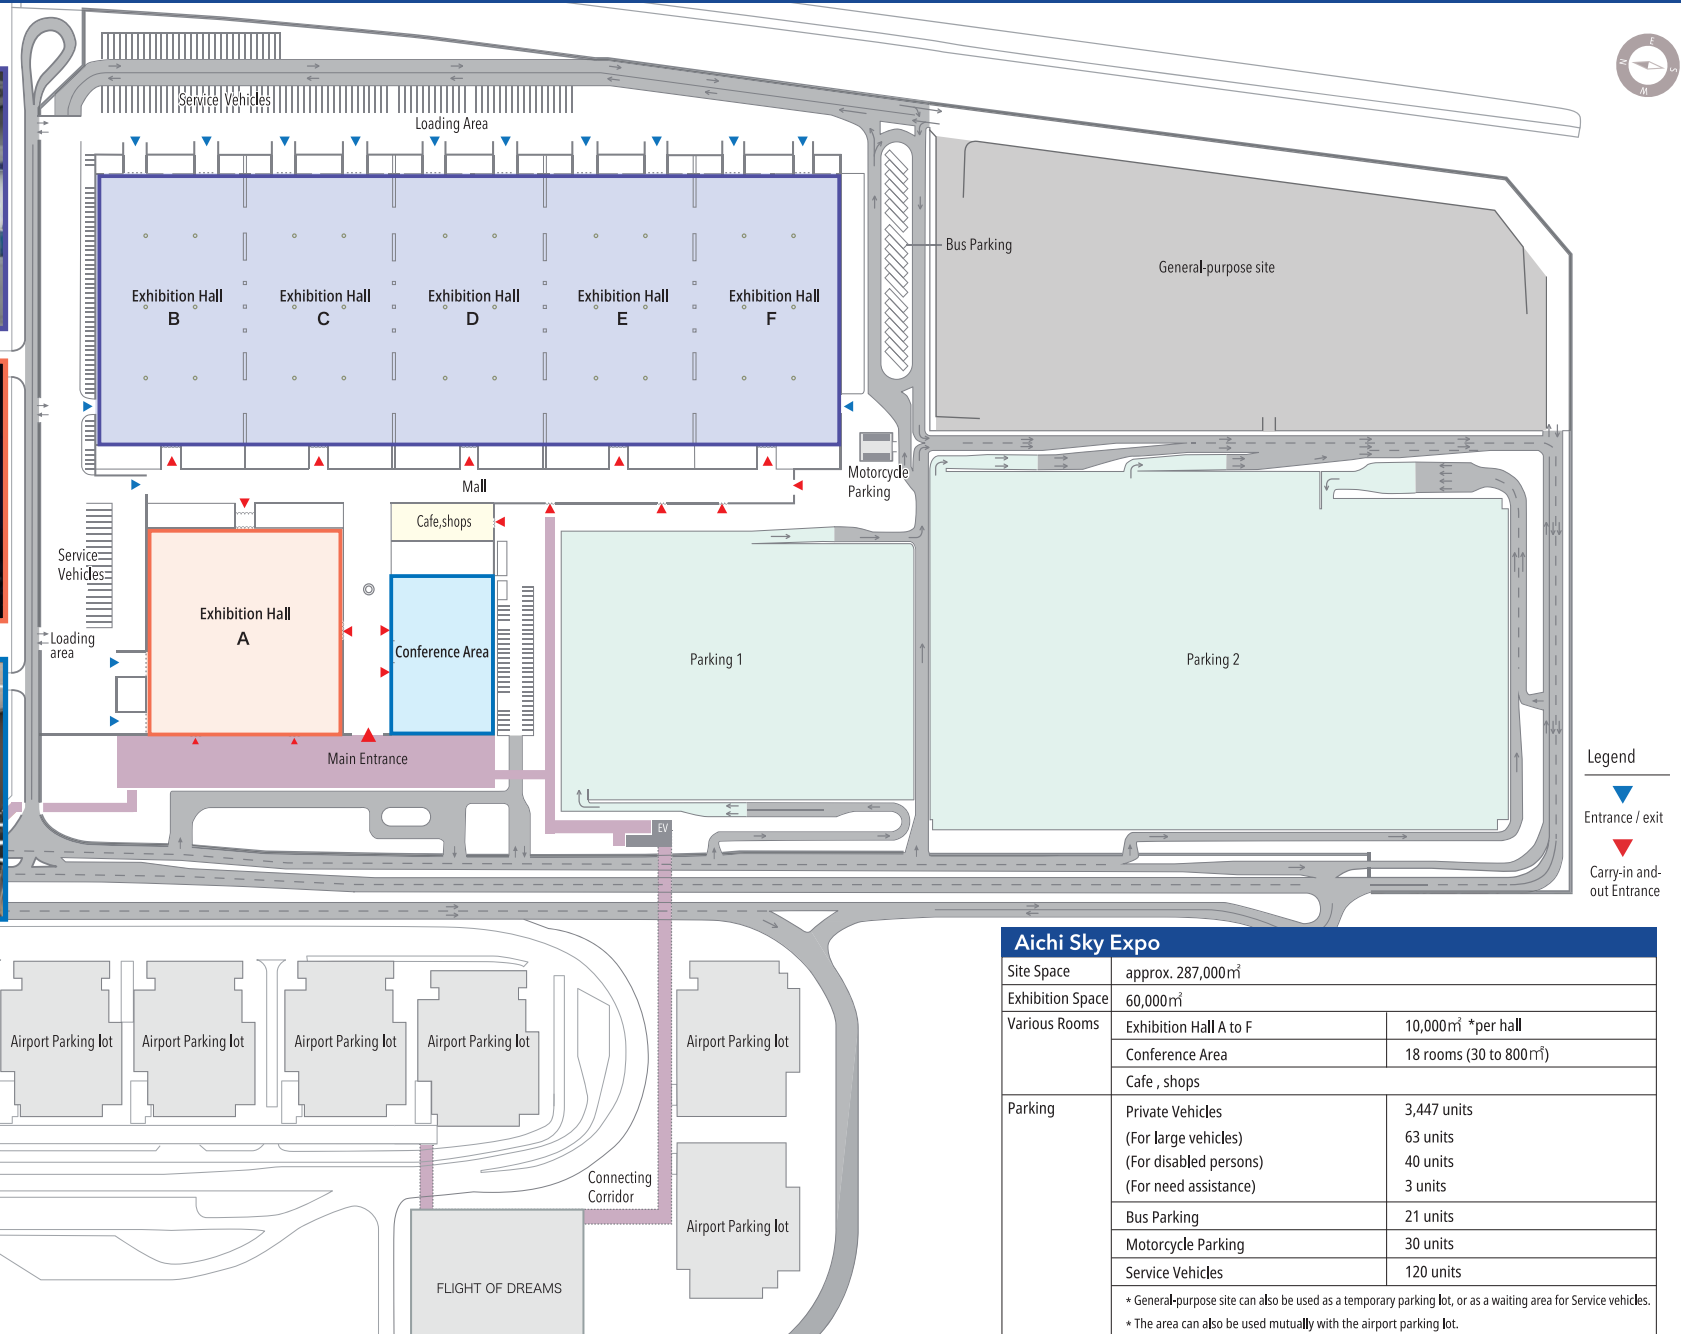 E
N
S
W
Service Vehicles
Loading Area
Bus Parking
General-purpose site
Exhibition Hall
B
Exhibition Hall
C
Exhibition Hall
D
Exhibition Hall
E
Exhibition Hall
F
Motorcycle
Parking
Mall
Cafe,shops
Service
Vehicles
Exhibition Hall
A
Loading
area
Conference Area
Parking 1
Parking 2
Main Entrance
EV
Legend
Entrance / exit
Carry-in and-
out Entrance
Airport Parking lot
Airport Parking lot
Airport Parking lot
Airport Parking lot
Airport Parking lot
Connecting
Corridor
Airport Parking lot
FLIGHT OF DREAMS
Aichi Sky Expo
Site Space approx. 287,000㎡
Exhibition Space 60,000㎡
Various Rooms Exhibition Hall A to F 10,000㎡ *per hall
Conference Area 18 rooms (30 to 800㎡)
Cafe , shops
Parking Private Vehicles 3,447 units
(For large vehicles) 63 units
(For disabled persons) 40 units
(For need assistance) 3 units
Bus Parking 21 units
Motorcycle Parking 30 units
Service Vehicles 120 units
* General-purpose site can also be used as a temporary parking lot, or as a waiting area for Service vehicles.
* The area can also be used mutually with the airport parking lot.